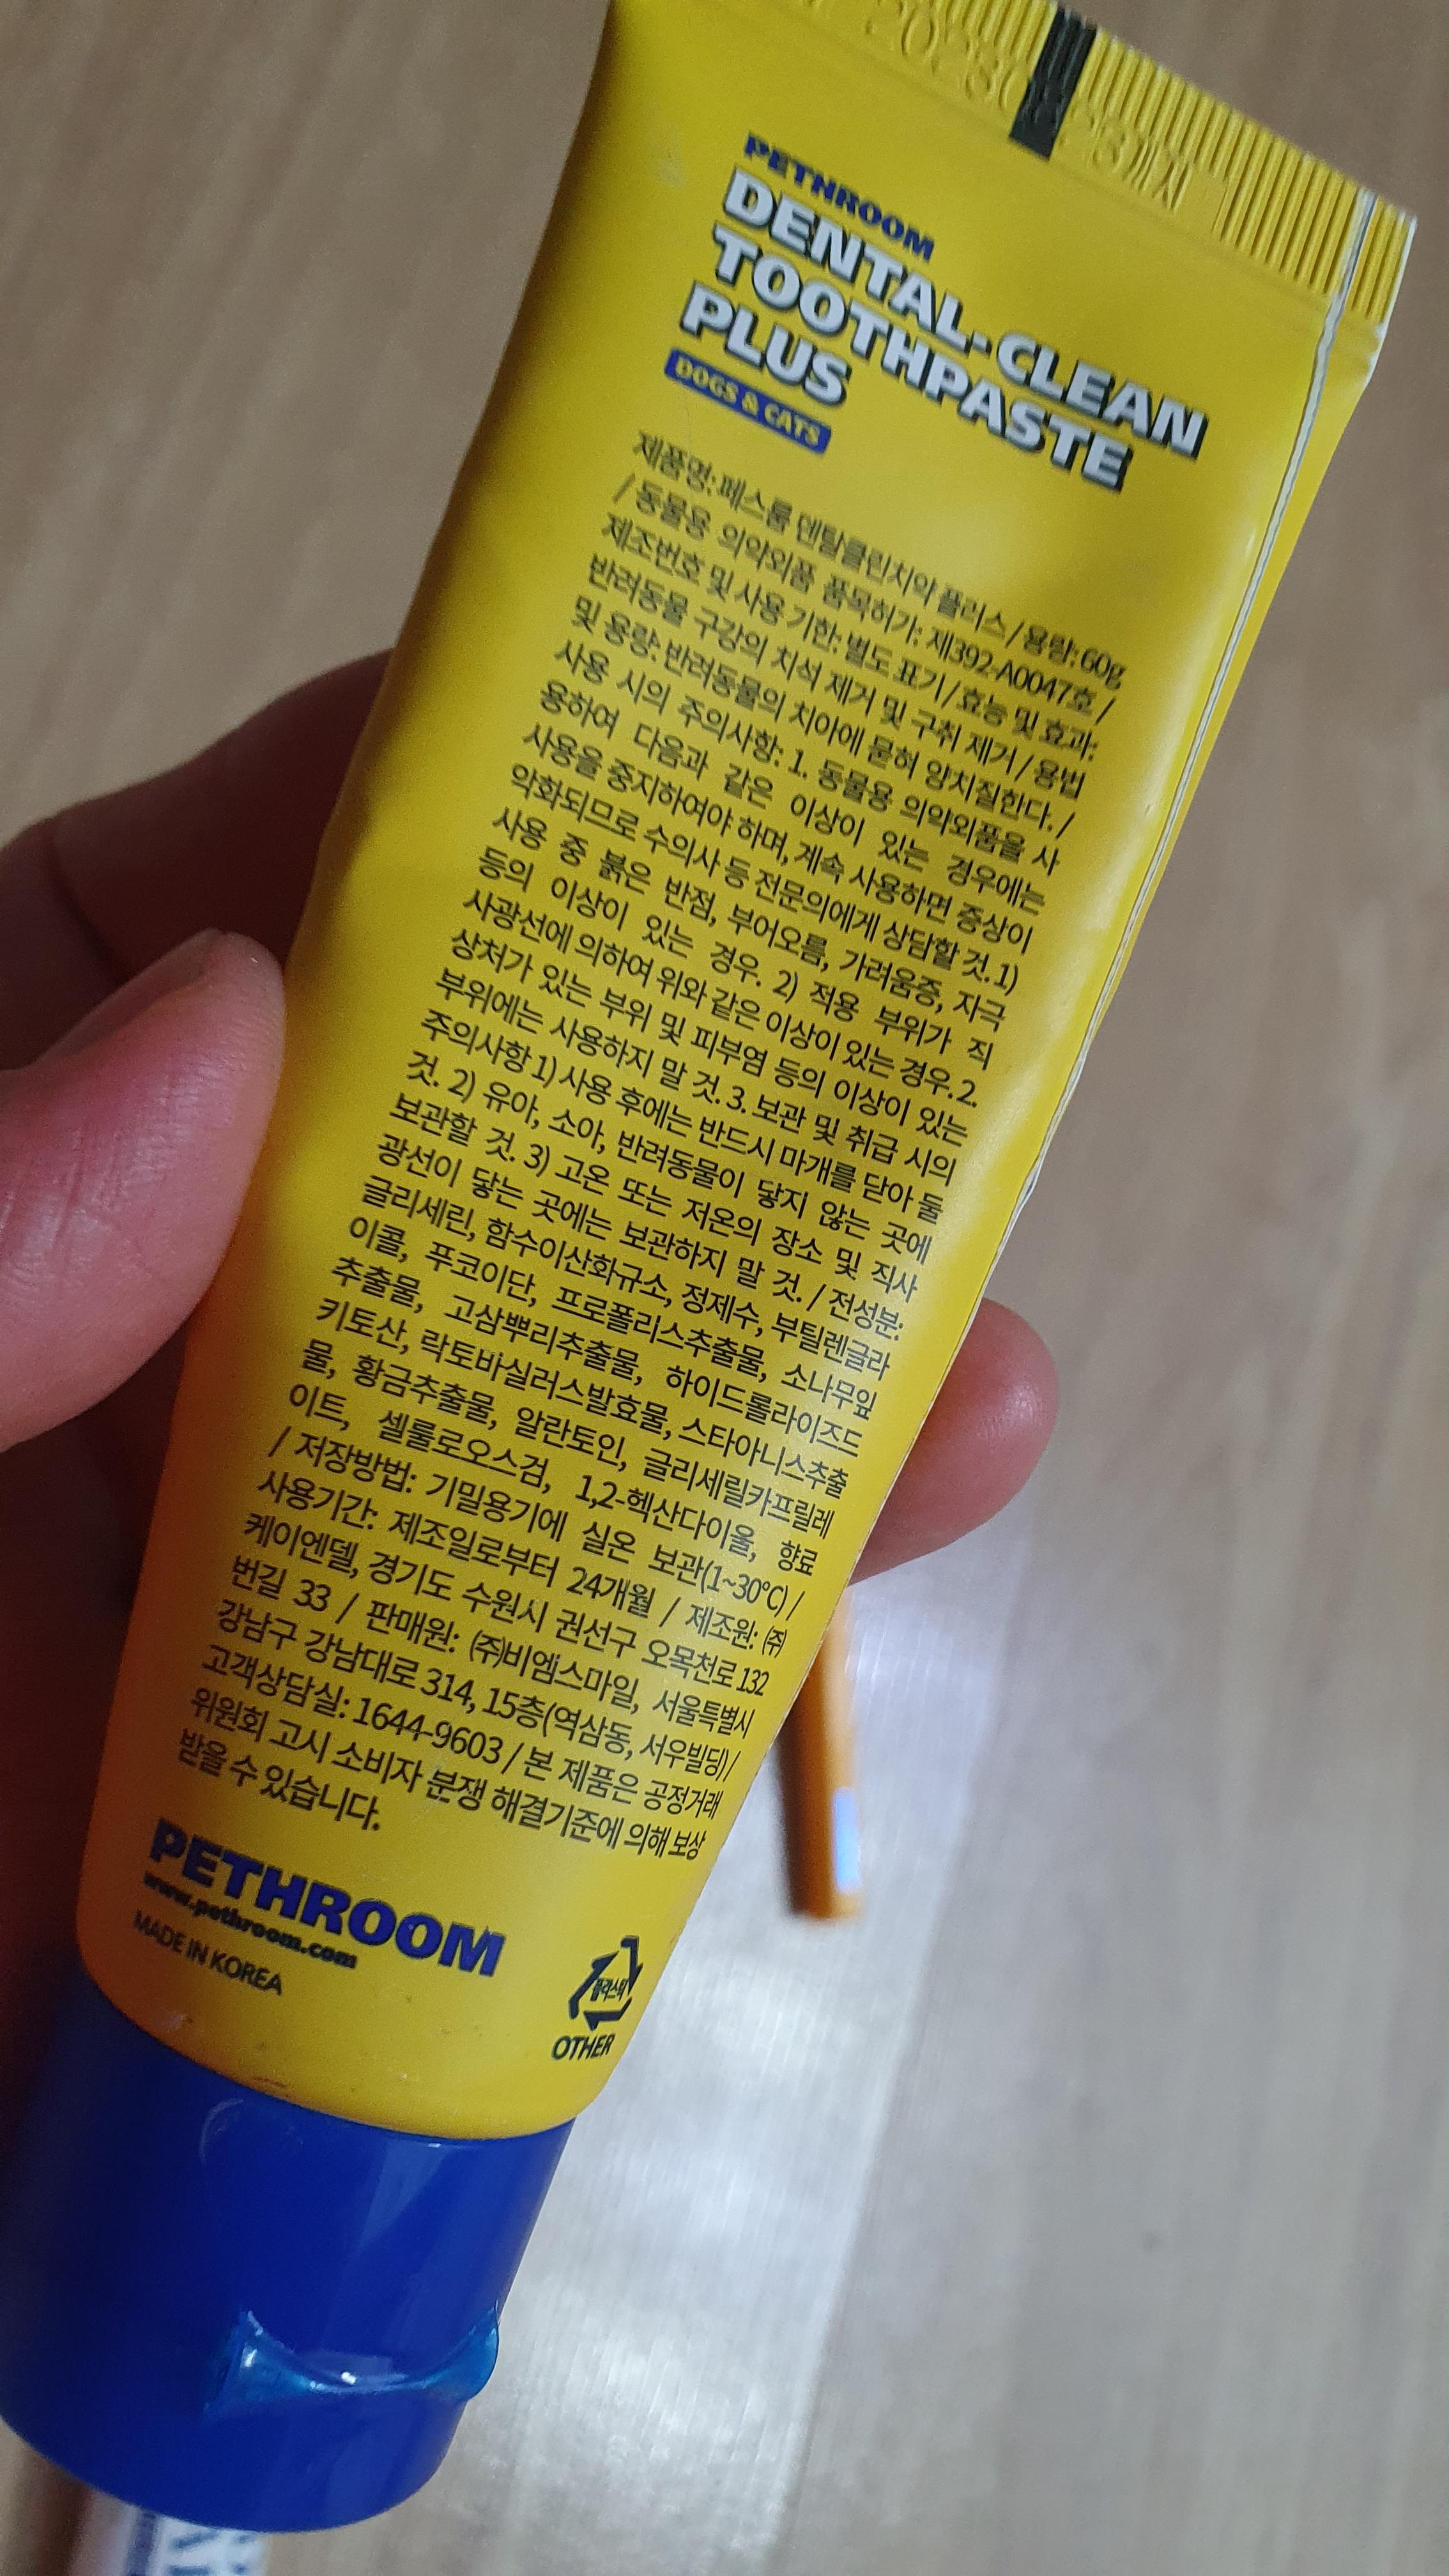 PETHROOM
DENTAL-CLEAN
TOOTHPASTE
PLUS
DOGS & CATS
제품명: 페스룸 덴탈클린치약 플러스 / 용량: 60g
/ 동물용 의약외품 품목허가: 제392-A0047호 /
제조번호 및 사용 기한: 별도 표기 / 효능 및 효과:
반려동물 구강의 치석 제거 및 구취 제거 / 용법
및 용량: 반려동물의 치아에 묻혀 양치질한다. /
사용 시의 주의사항: 1. 동물용 의약외품을 사
용하여 다음과 같은 이상이 있는 경우에는
사용을 중지하여야 하며, 계속 사용하면 증상이
악화되므로 수의사 등 전문의에게 상담할 것. 1)
사용 중 붉은 반점, 부어오름, 가려움증, 자극
등의 이상이 있는 경우. 2) 적용 부위가 직
사광선에 의하여 위와 같은 이상이 있는 경우. 2.
상처가 있는 부위 및 피부염 등의 이상이 있는
부위에는 사용하지 말 것. 3. 보관 및 취급 시의
주의사항 1) 사용 후에는 반드시 마개를 닫아 둘
것. 2) 유아, 소아, 반려동물이 닿지 않는 곳에
보관할 것. 3) 고온 또는 저온의 장소 및 직사
광선이 닿는 곳에는 보관하지 말 것. / 전성분:
글리세린, 함수이산화규소, 정제수, 부틸렌글라
이콜, 푸코이단, 프로폴리스추출물, 소나무잎
추출물, 고삼뿌리추출물, 하이드롤라이즈드
키토산, 락토바실러스발효물, 스타아니스추출
물, 황금추출물, 알란토인, 글리세릴카프릴레
이트, 셀룰로오스검, 1,2-헥산다이올, 향료
/ 저장방법: 기밀용기에 실온 보관(1~30℃) /
사용기간: 제조일로부터 24개월 / 제조원: ㈜
케이엔델, 경기도 수원시 권선구 오목천로 132
번길 33 / 판매원: ㈜비엠스마일, 서울특별시
강남구 강남대로 314, 15층(역삼동, 서우빌딩) /
고객상담실: 1644-9603 / 본 제품은 공정거래
위원회 고시 소비자 분쟁 해결기준에 의해 보상
받을 수 있습니다.
PETHROOM
www.pethroom.com
MADE IN KOREA
플라스틱
OTHER